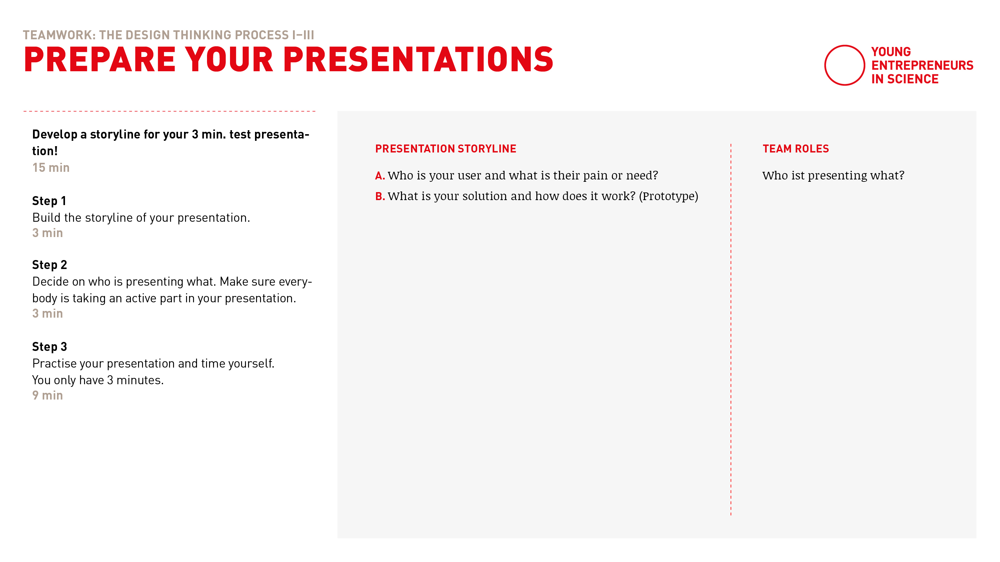 TEAMWORK: THE DESIGN THINKING PROCESS I–III
PREPARE YOUR PRESENTATIONS
YOUNG
ENTREPRENEURS
IN SCIENCE
Develop a storyline for your 3 min. test presenta-
tion!
15 min
Step 1
Build the storyline of your presentation.
3 min
Step 2
Decide on who is presenting what. Make sure every-
body is taking an active part in your presentation.
3 min
Step 3
Practise your presentation and time yourself.
You only have 3 minutes.
9 min
PRESENTATION STORYLINE
A. Who is your user and what is their pain or need?
B. What is your solution and how does it work? (Prototype)
TEAM ROLES
Who ist presenting what?